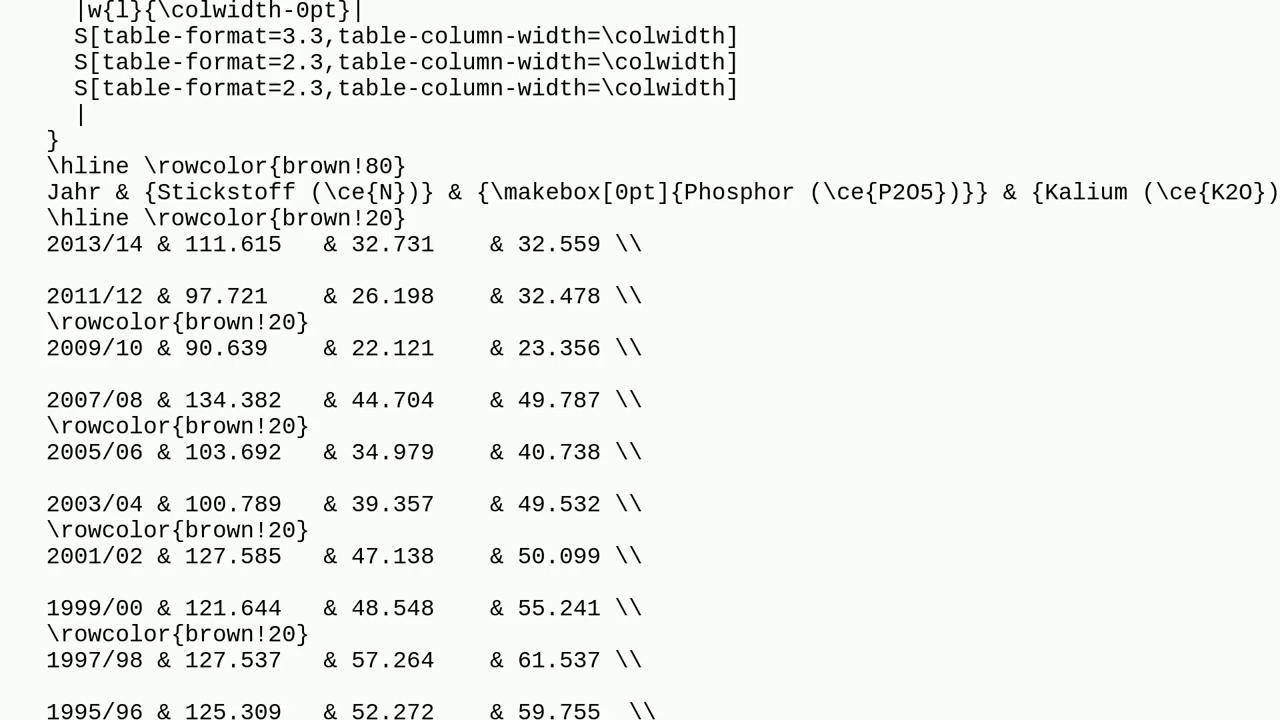 |w{l}{\colwidth-0pt}|
S[table-format=3.3,table-column-width=\colwidth]
S[table-format=2.3,table-column-width=\colwidth]
S[table-format=2.3,table-column-width=\colwidth]
|
}
\hline \rowcolor{brown!80}
Jahr & {Stickstoff (\ce{N})} & {\makebox[0pt]{Phosphor (\ce{P2O5})}} & {Kalium (\ce{K2O})
\hline \rowcolor{brown!20}
2013/14 & 111.615   & 32.731    & 32.559 \\
2011/12 & 97.721    & 26.198    & 32.478 \\
\rowcolor{brown!20}
2009/10 & 90.639    & 22.121    & 23.356 \\
2007/08 & 134.382   & 44.704    & 49.787 \\
\rowcolor{brown!20}
2005/06 & 103.692   & 34.979    & 40.738 \\
2003/04 & 100.789   & 39.357    & 49.532 \\
\rowcolor{brown!20}
2001/02 & 127.585   & 47.138    & 50.099 \\
1999/00 & 121.644   & 48.548    & 55.241 \\
\rowcolor{brown!20}
1997/98 & 127.537   & 57.264    & 61.537 \\
1995/96 & 125.309   & 52.272    & 59.755  \\